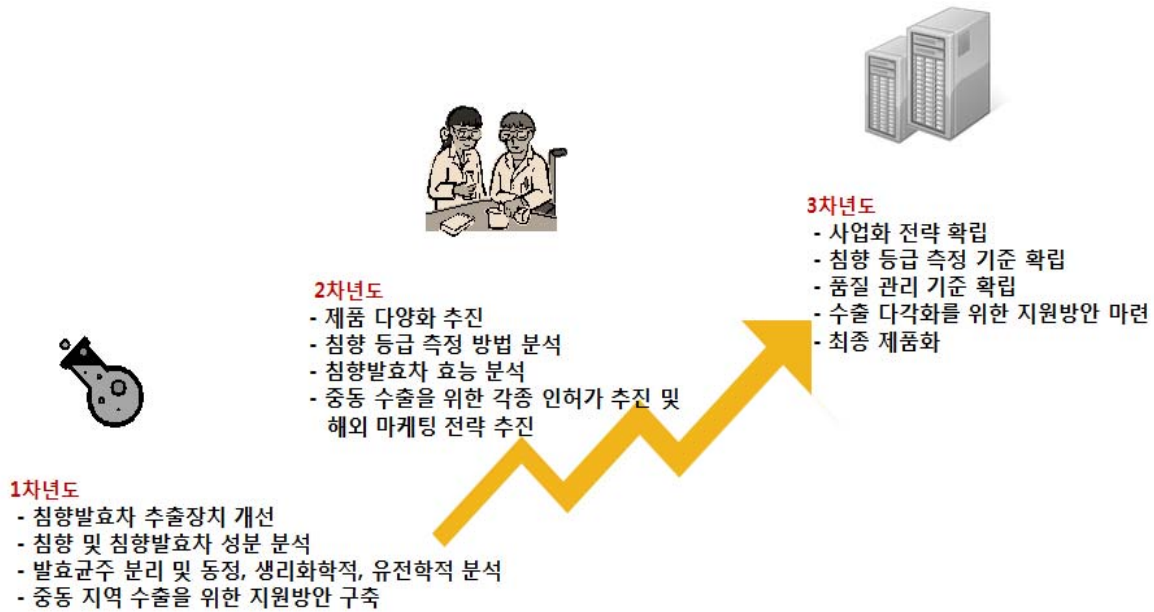 1차년도
- 침향발효차 추출장치 개선
- 침향 및 침향발효차 성분 분석
- 발효균주 분리 및 동정, 생리화학적, 유전학적 분석
- 중동 지역 수출을 위한 지원방안 구축
2차년도
- 제품 다양화 추진
- 침향 등급 측정 방법 분석
- 침향발효차 효능 분석
- 중동 수출을 위한 각종 인허가 추진 및
해외 마케팅 전략 추진
3차년도
- 사업화 전략 확립
- 침향 등급 측정 기준 확립
- 품질 관리 기준 확립
- 수출 다각화를 위한 지원방안 마련
- 최종 제품화